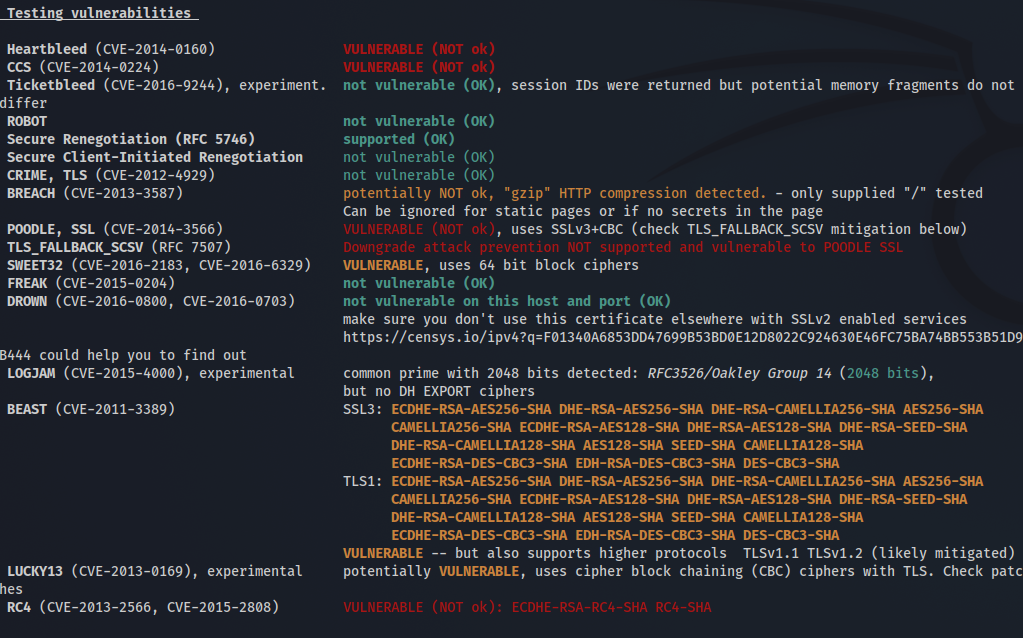 Testing vulnerabilities
Heartbleed (CVE-2014-0160) VULNERABLE (NOT ok)
CCS (CVE-2014-0224) VULNERABLE (NOT ok)
Ticketbleed (CVE-2016-9244), experiment. not vulnerable (OK), session IDs were returned but potential memory fragments do not
differ
ROBOT not vulnerable (OK)
Secure Renegotiation (RFC 5746) supported (OK)
Secure Client-Initiated Renegotiation not vulnerable (OK)
CRIME, TLS (CVE-2012-4929) not vulnerable (OK)
BREACH (CVE-2013-3587) potentially NOT ok, "gzip" HTTP compression detected. - only supplied "/" tested
Can be ignored for static pages or if no secrets in the page
POODLE, SSL (CVE-2014-3566) VULNERABLE (NOT ok), uses SSLv3+CBC (check TLS_FALLBACK_SCSV mitigation below)
TLS_FALLBACK_SCSV (RFC 7507) Downgrade attack prevention NOT supported and vulnerable to POODLE SSL
SWEET32 (CVE-2016-2183, CVE-2016-6329) VULNERABLE, uses 64 bit block ciphers
FREAK (CVE-2015-0204) not vulnerable (OK)
DROWN (CVE-2016-0800, CVE-2016-0703) not vulnerable on this host and port (OK)
make sure you don't use this certificate elsewhere with SSLv2 enabled services
https://censys.io/ipv4?q=F01340A6853DD47699B53BD0E12D8022C924630E46FC75BA74BB553B51D9
B444 could help you to find out
LOGJAM (CVE-2015-4000), experimental common prime with 2048 bits detected: RFC3526/Oakley Group 14 (2048 bits),
but no DH EXPORT ciphers
BEAST (CVE-2011-3389) SSL3: ECDHE-RSA-AES256-SHA DHE-RSA-AES256-SHA DHE-RSA-CAMELLIA256-SHA AES256-SHA
CAMELLIA256-SHA ECDHE-RSA-AES128-SHA DHE-RSA-AES128-SHA DHE-RSA-SEED-SHA
DHE-RSA-CAMELLIA128-SHA AES128-SHA SEED-SHA CAMELLIA128-SHA
ECDHE-RSA-DES-CBC3-SHA EDH-RSA-DES-CBC3-SHA DES-CBC3-SHA
TLS1: ECDHE-RSA-AES256-SHA DHE-RSA-AES256-SHA DHE-RSA-CAMELLIA256-SHA AES256-SHA
CAMELLIA256-SHA ECDHE-RSA-AES128-SHA DHE-RSA-AES128-SHA DHE-RSA-SEED-SHA
DHE-RSA-CAMELLIA128-SHA AES128-SHA SEED-SHA CAMELLIA128-SHA
ECDHE-RSA-DES-CBC3-SHA EDH-RSA-DES-CBC3-SHA DES-CBC3-SHA
VULNERABLE -- but also supports higher protocols TLSv1.1 TLSv1.2 (likely mitigated)
LUCKY13 (CVE-2013-0169), experimental potentially VULNERABLE, uses cipher block chaining (CBC) ciphers with TLS. Check patc
hes
RC4 (CVE-2013-2566, CVE-2015-2808) VULNERABLE (NOT ok): ECDHE-RSA-RC4-SHA RC4-SHA